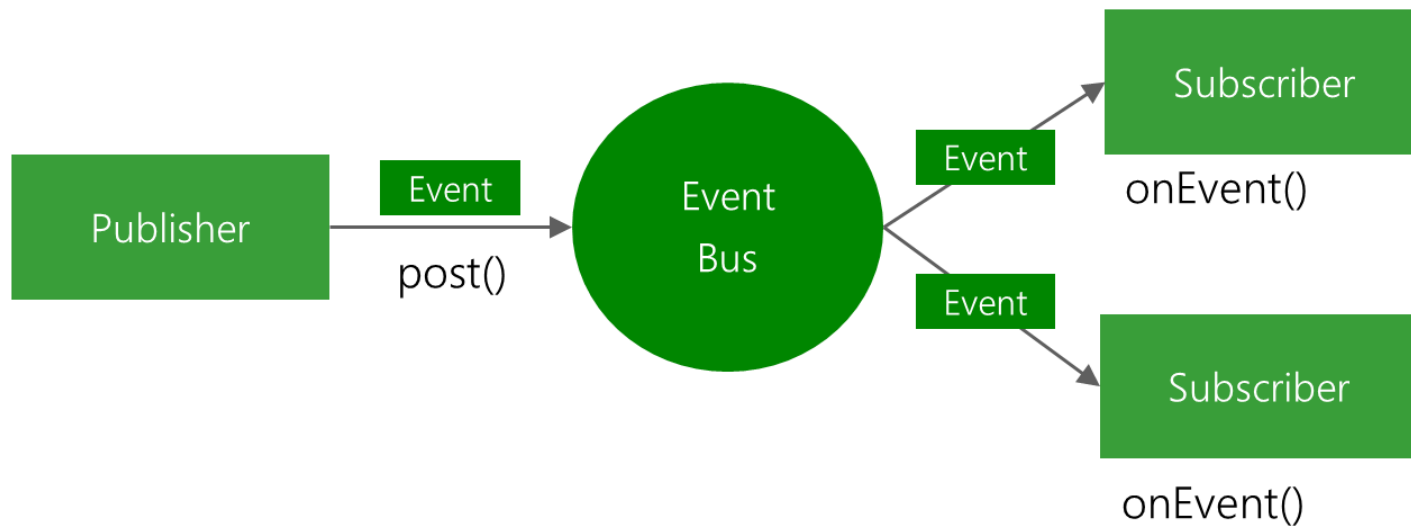 Publisher
Event
post()
Event
Bus
Event
Subscriber
onEvent()
Event
Subscriber
onEvent()